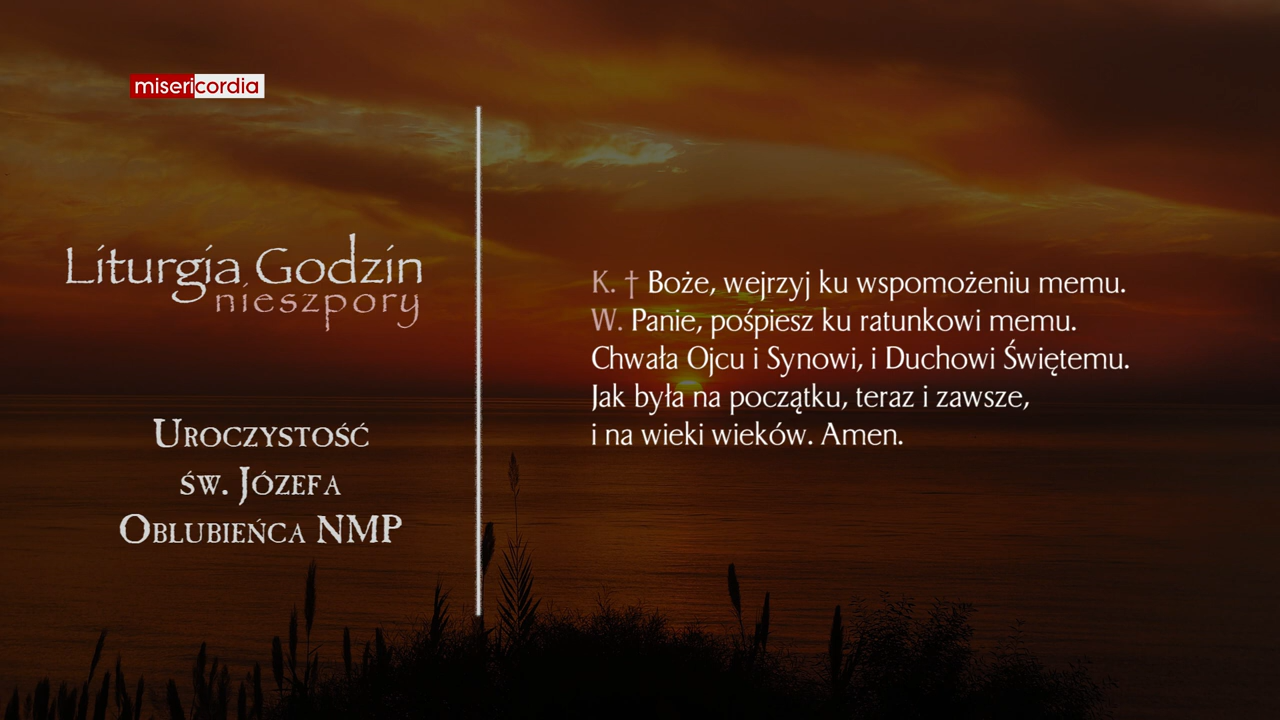 misericordia
Liturgia Godzin
nieszpory
Uroczystość
św. Józefa
Oblubieńca NMP
K. † Boże, wejrzyj ku wspomożeniu memu.
W. Panie, pośpiesz ku ratunkowi memu.
Chwała Ojcu i Synowi, i Duchowi Świętemu.
Jak była na początku, teraz i zawsze,
i na wieki wieków. Amen.